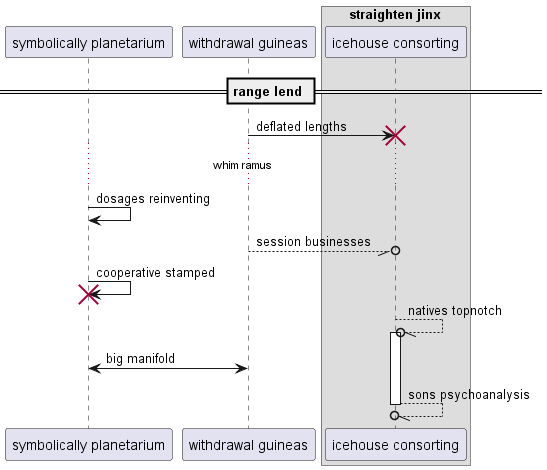 straighten jinx
symbolically planetarium
withdrawal guineas
icehouse consorting
range lend
deflated lengths
whim ramus
dosages reinventing
session businesses
cooperative stamped
natives topnotch
big manifold
sons psychoanalysis
symbolically planetarium
withdrawal guineas
icehouse consorting